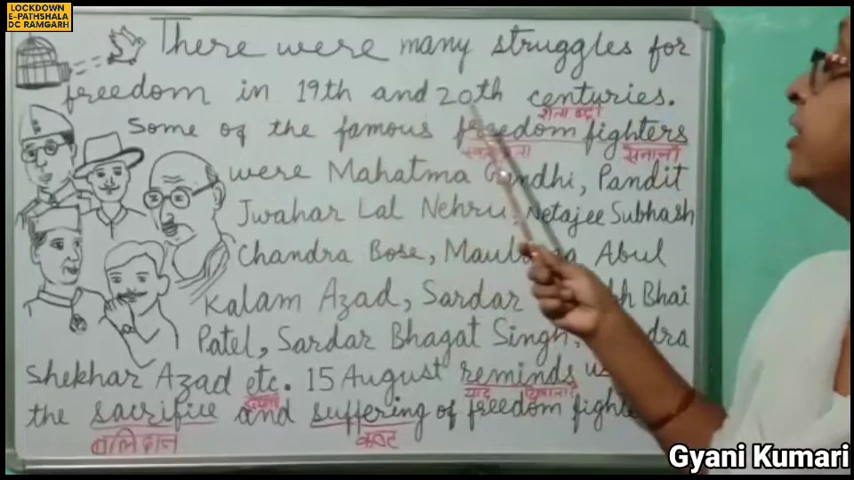 LOCKDOWN
E-PATHSHALA
DC RAMGARH
There were many struggles for
freedom in 19th and 20th centuries.
Some of the famous freedom fighters
सेनानी
were Mahatma Gandhi, Pandit
Jwahar Lal Nehru, Netajee Subhash
Chandra Bose, Maulana Abul
Kalam Azad, Sardar Bhai
Patel, Sardar Bhagat Singh,
Shekhar Azad etc. 15 August reminds
याद दिलाता है
the sacrifice and suffering of freedom
बलिदान कष्ट
Gyani Kumari